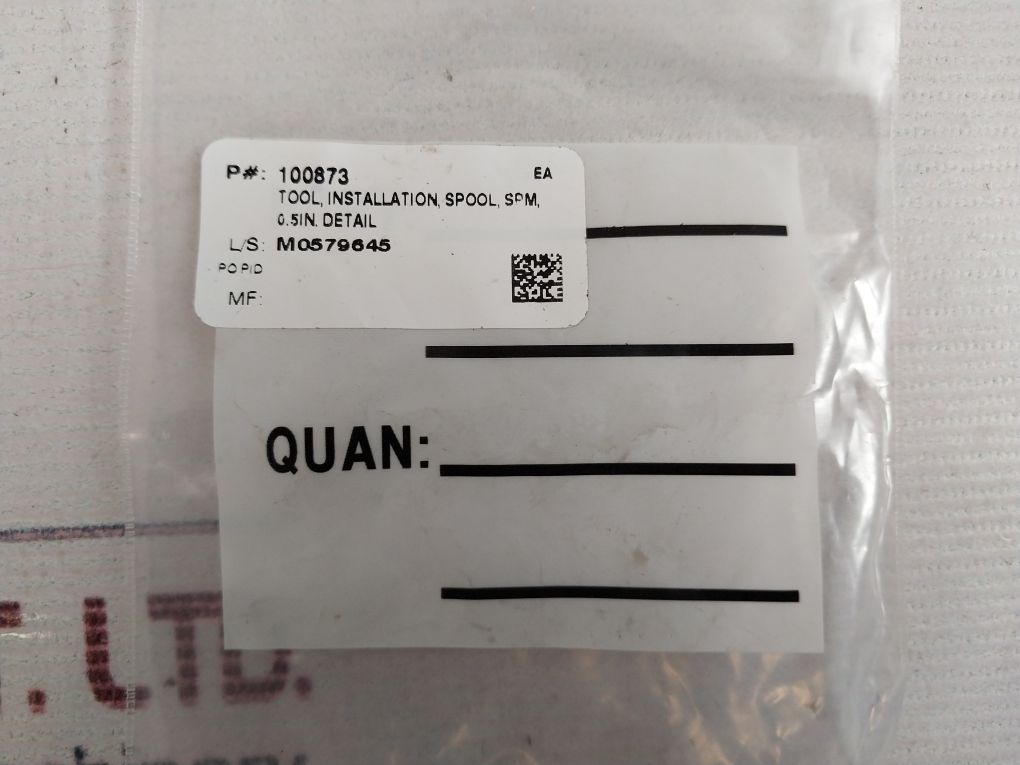 P#: 100873 EA
TOOL, INSTALLATION, SPOOL, SPM,
0.5IN. DETAIL
L/S: M0579645
PO PID
MF:
QUAN:
LTD.